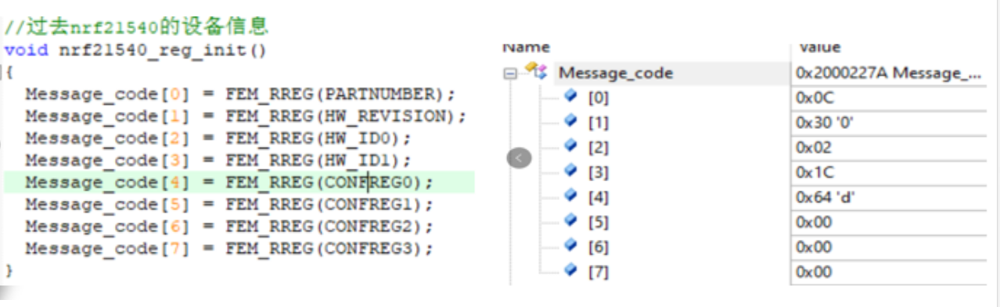 //过去nrf21540的设备信息
void nrf21540_reg_init()
{
Message_code[0] = FEM_RREG(PARTNUMBER);
Message_code[1] = FEM_RREG(HW_REVISION);
Message_code[2] = FEM_RREG(HW_ID0);
Message_code[3] = FEM_RREG(HW_ID1);
Message_code[4] = FEM_RREG(CONFREG0);
Message_code[5] = FEM_RREG(CONFREG1);
Message_code[6] = FEM_RREG(CONFREG2);
Message_code[7] = FEM_RREG(CONFREG3);
}
Name Value
Message_code 0x2000227A Message_...
[0] 0x0C
[1] 0x30 '0'
[2] 0x02
[3] 0x1C
[4] 0x64 'd'
[5] 0x00
[6] 0x00
[7] 0x00